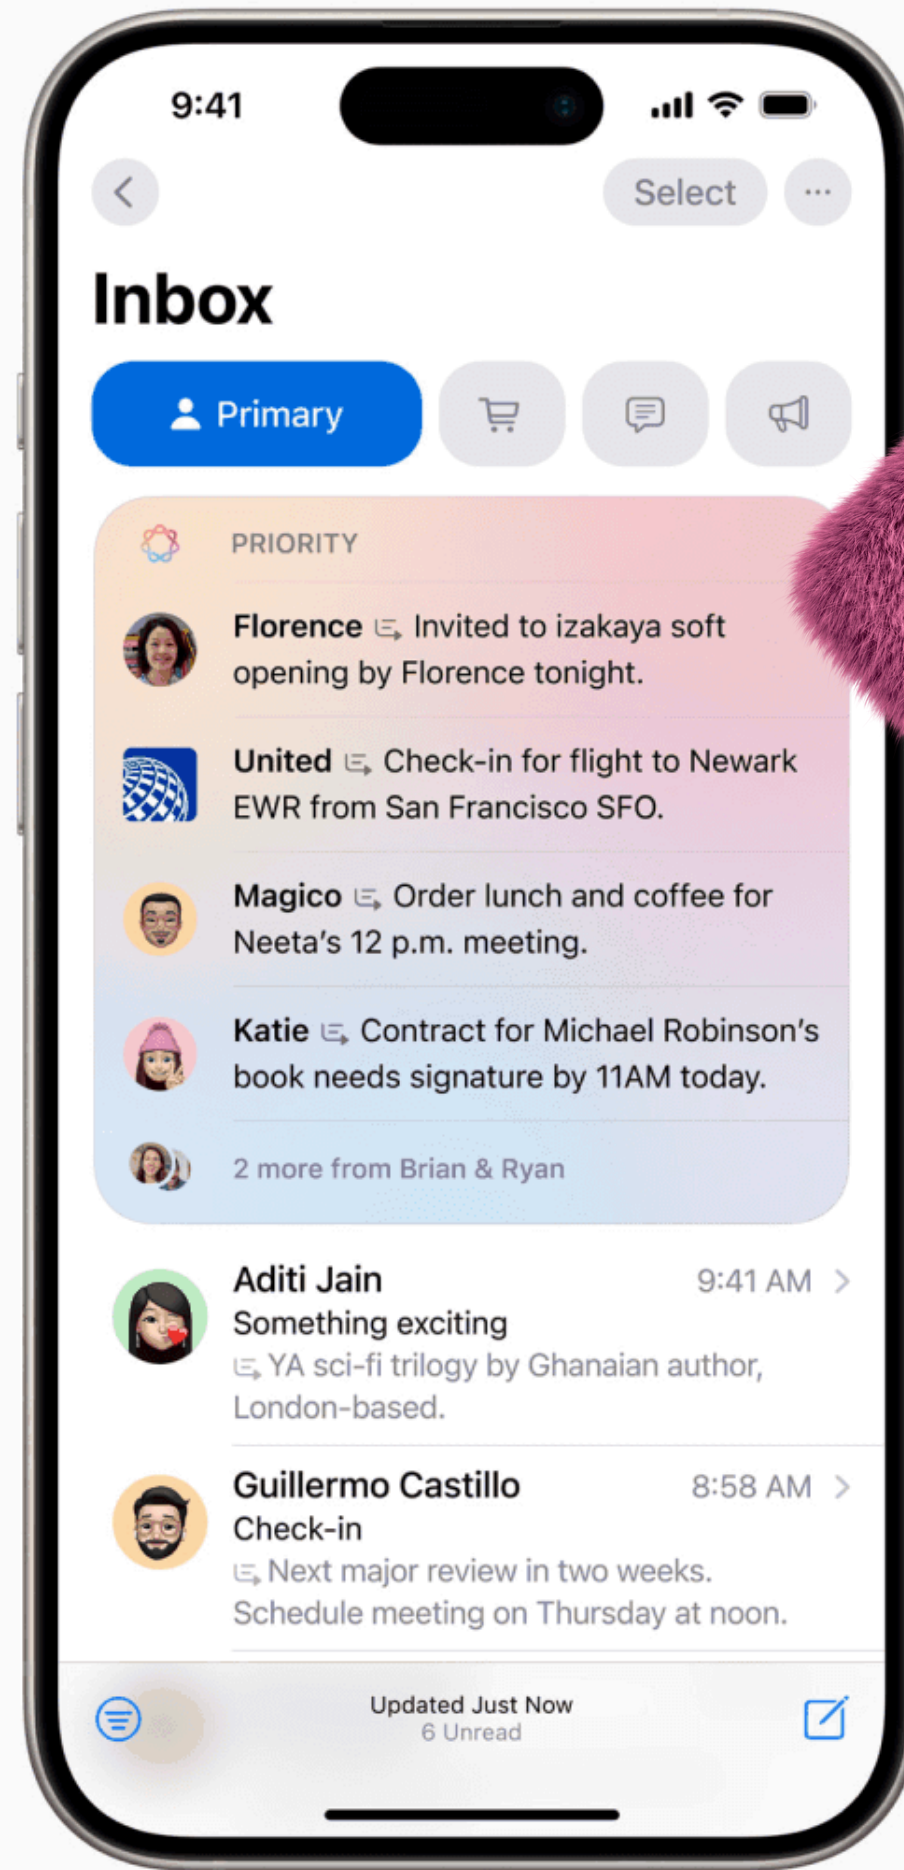 9:41
Select
Inbox
Primary
PRIORITY
Florence Invited to izakaya soft
opening by Florence tonight.
United Check-in for flight to Newark
EWR from San Francisco SFO.
Magico Order lunch and coffee for
Neeta's 12 p.m. meeting.
Katie Contract for Michael Robinson's
book needs signature by 11AM today.
2 more from Brian & Ryan
Aditi Jain 9:41 AM
Something exciting
YA sci-fi trilogy by Ghanaian author,
London-based.
Guillermo Castillo 8:58 AM
Check-in
Next major review in two weeks.
Schedule meeting on Thursday at noon.
Updated Just Now
6 Unread